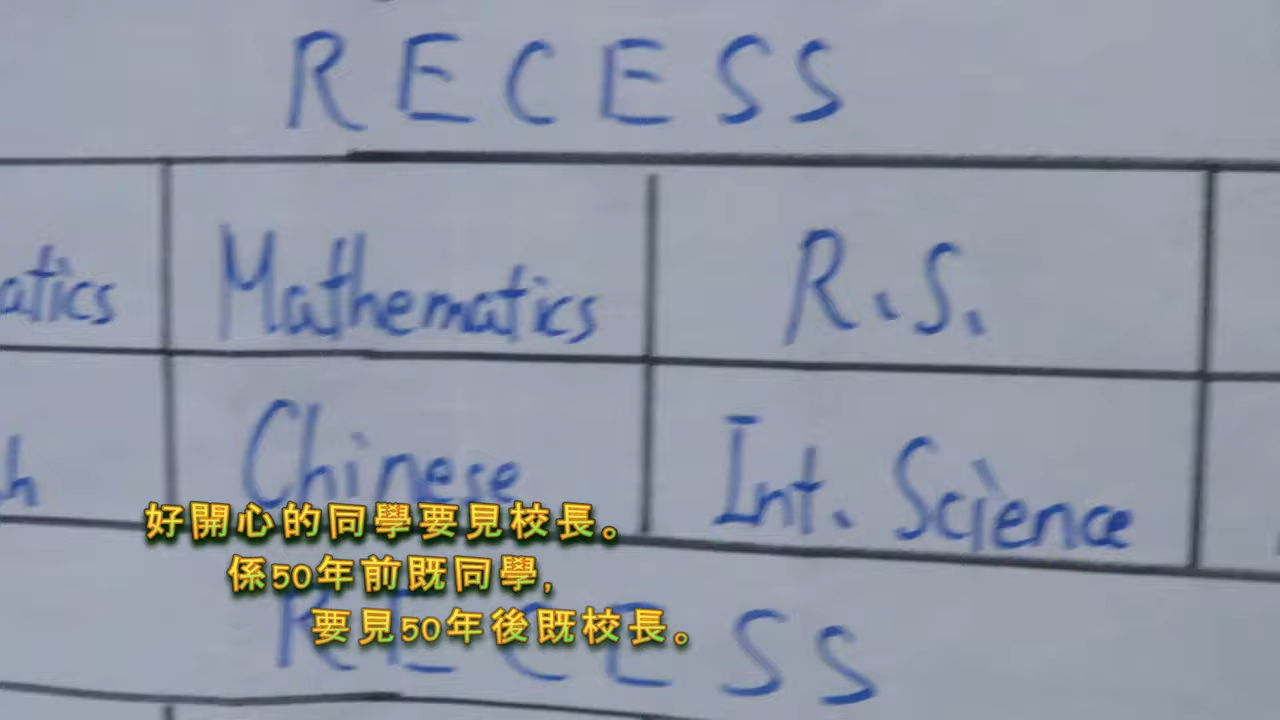 RECESS
atics Mathematics R.S.
h Chinese Int. Science
好開心的同學要見校長。
係50年前既同學,
要見50年後既校長。
RECESS